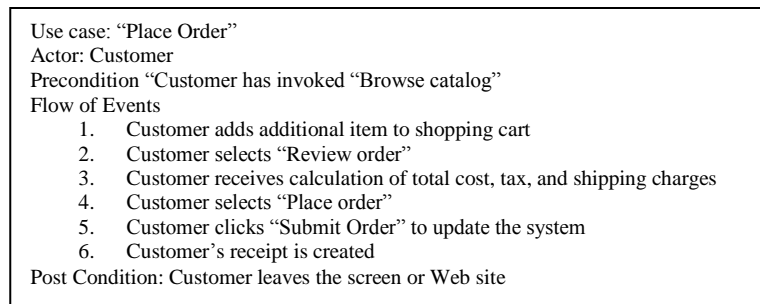 Use case: “Place Order”
Actor: Customer
Precondition “Customer has invoked “Browse catalog”
Flow of Events
1. Customer adds additional item to shopping cart
2. Customer selects “Review order”
3. Customer receives calculation of total cost, tax, and shipping charges
4. Customer selects “Place order”
5. Customer clicks “Submit Order” to update the system
6. Customer’s receipt is created
Post Condition: Customer leaves the screen or Web site